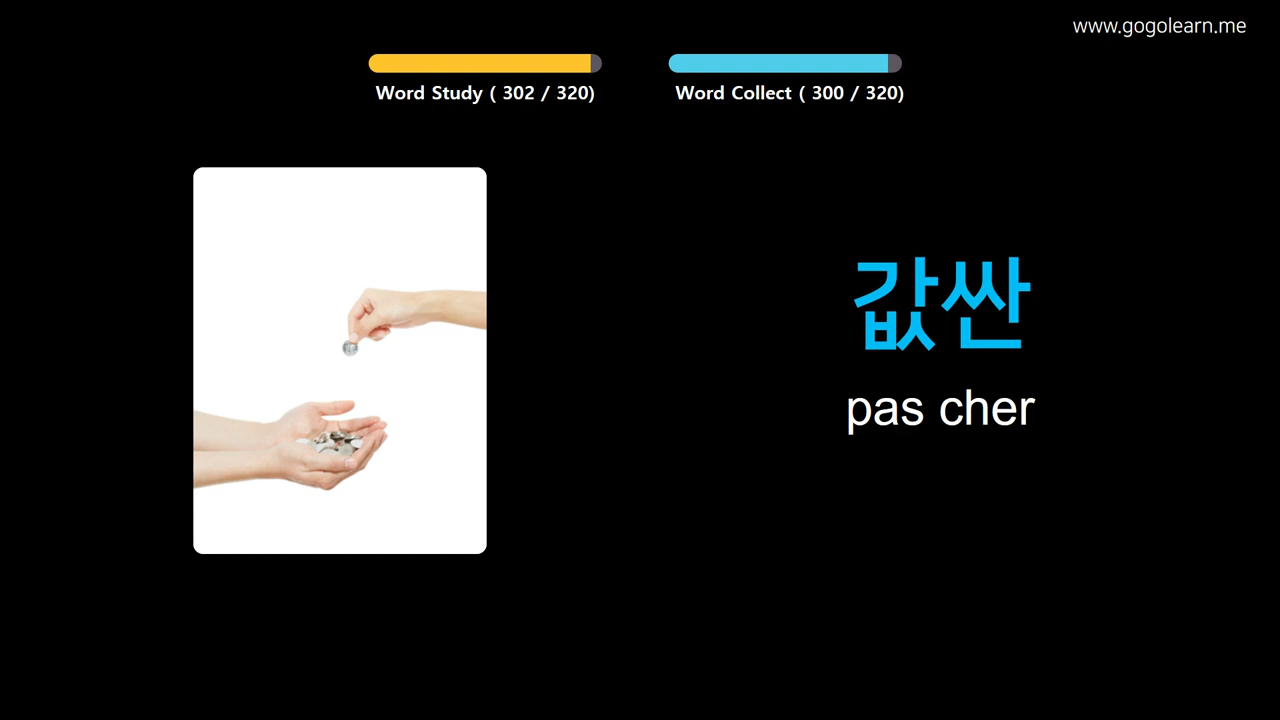 www.gogolearn.me
Word Study ( 302 / 320)
Word Collect ( 300 / 320)
값싼
pas cher